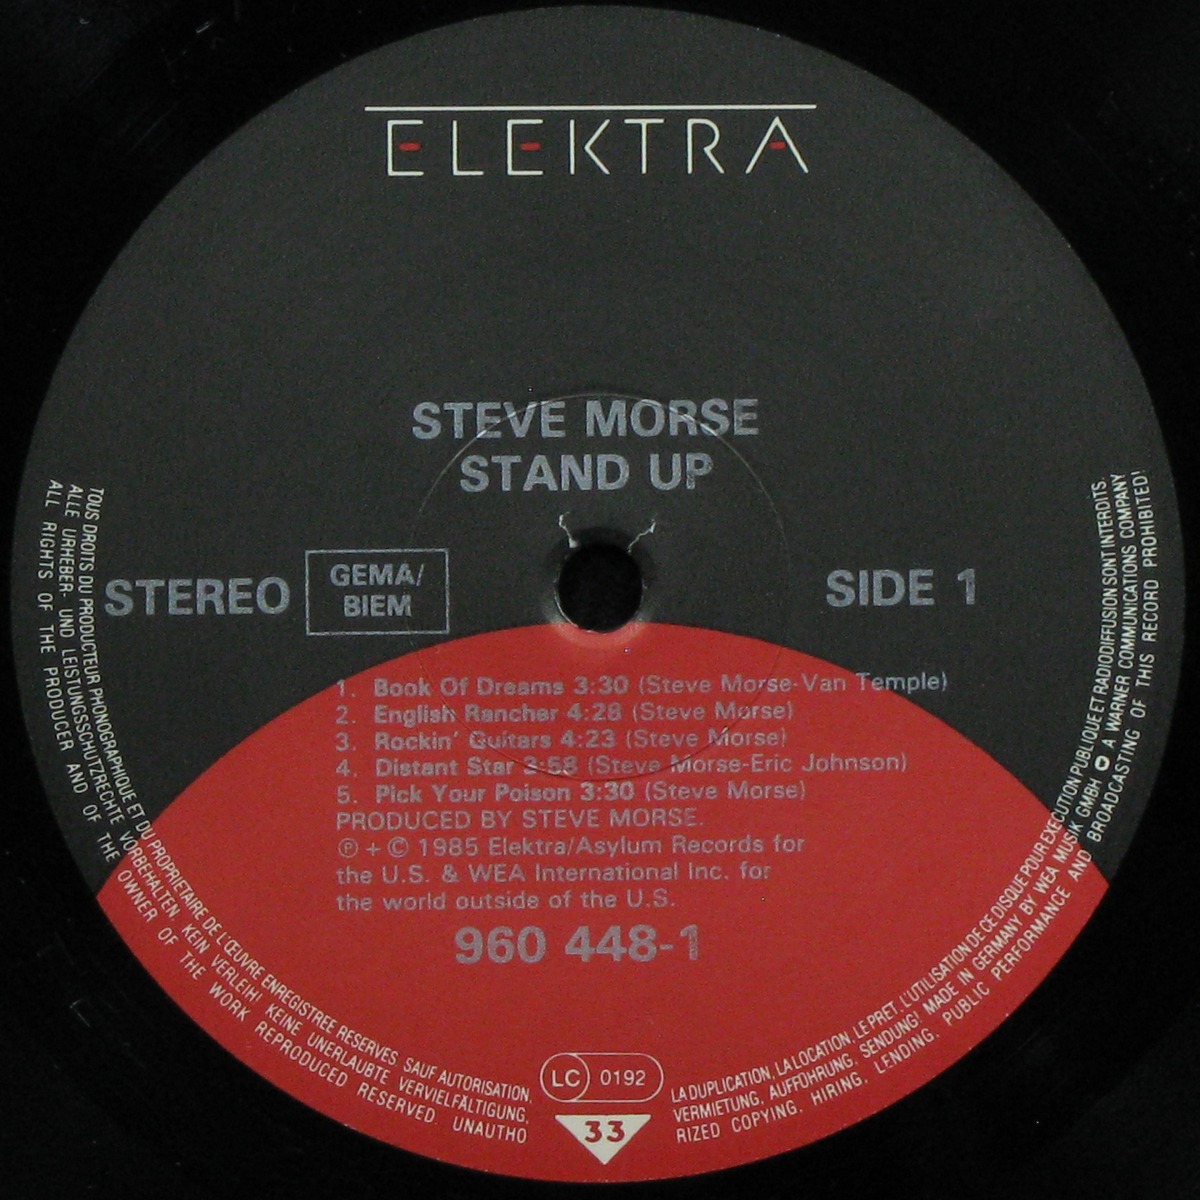 ELEKTRA
STEVE MORSE
STAND UP
STEREO
GEMA/
BIEM
SIDE 1
1. Book Of Dreams 3:30 (Steve Morse-Van Temple)
2. English Rancher 4:28 (Steve Morse)
3. Rockin' Guitars 4:23 (Steve Morse)
4. Distant Star 3:58 (Steve Morse-Eric Johnson)
5. Pick Your Poison 3:30 (Steve Morse)
PRODUCED BY STEVE MORSE.
℗ + © 1985 Elektra/Asylum Records for
the U.S. & WEA International Inc. for
the world outside of the U.S.
960 448-1
LC 0192
33
TOUS DROITS DU PRODUCTEUR PHONOGRAPHIQUE ET DU PROPRIETAIRE DE L'ŒUVRE ENREGISTREE RESERVES. SAUF AUTORISATION, LA DUPLICATION, LA LOCATION, LE PRET, L'UTILISATION DE CE DISQUE POUR EXECUTION PUBLIQUE ET RADIODIFFUSION SONT INTERDITS.
ALLE URHEBER- UND LEISTUNGSSCHUTZRECHTE VORBEHALTEN KEIN VERLEIH! KEINE UNERLAUBTE VERVIELFÄLTIGUNG, VERMIETUNG, AUFFÜHRUNG, SENDUNG! MADE IN GERMANY BY WEA MUSIK GMBH A WARNER COMMUNICATIONS COMPANY
ALL RIGHTS OF THE PRODUCER AND OF THE OWNER OF THE WORK REPRODUCED RESERVED. UNAUTHORIZED COPYING, HIRING, LENDING, PUBLIC PERFORMANCE AND BROADCASTING OF THIS RECORD PROHIBITED!